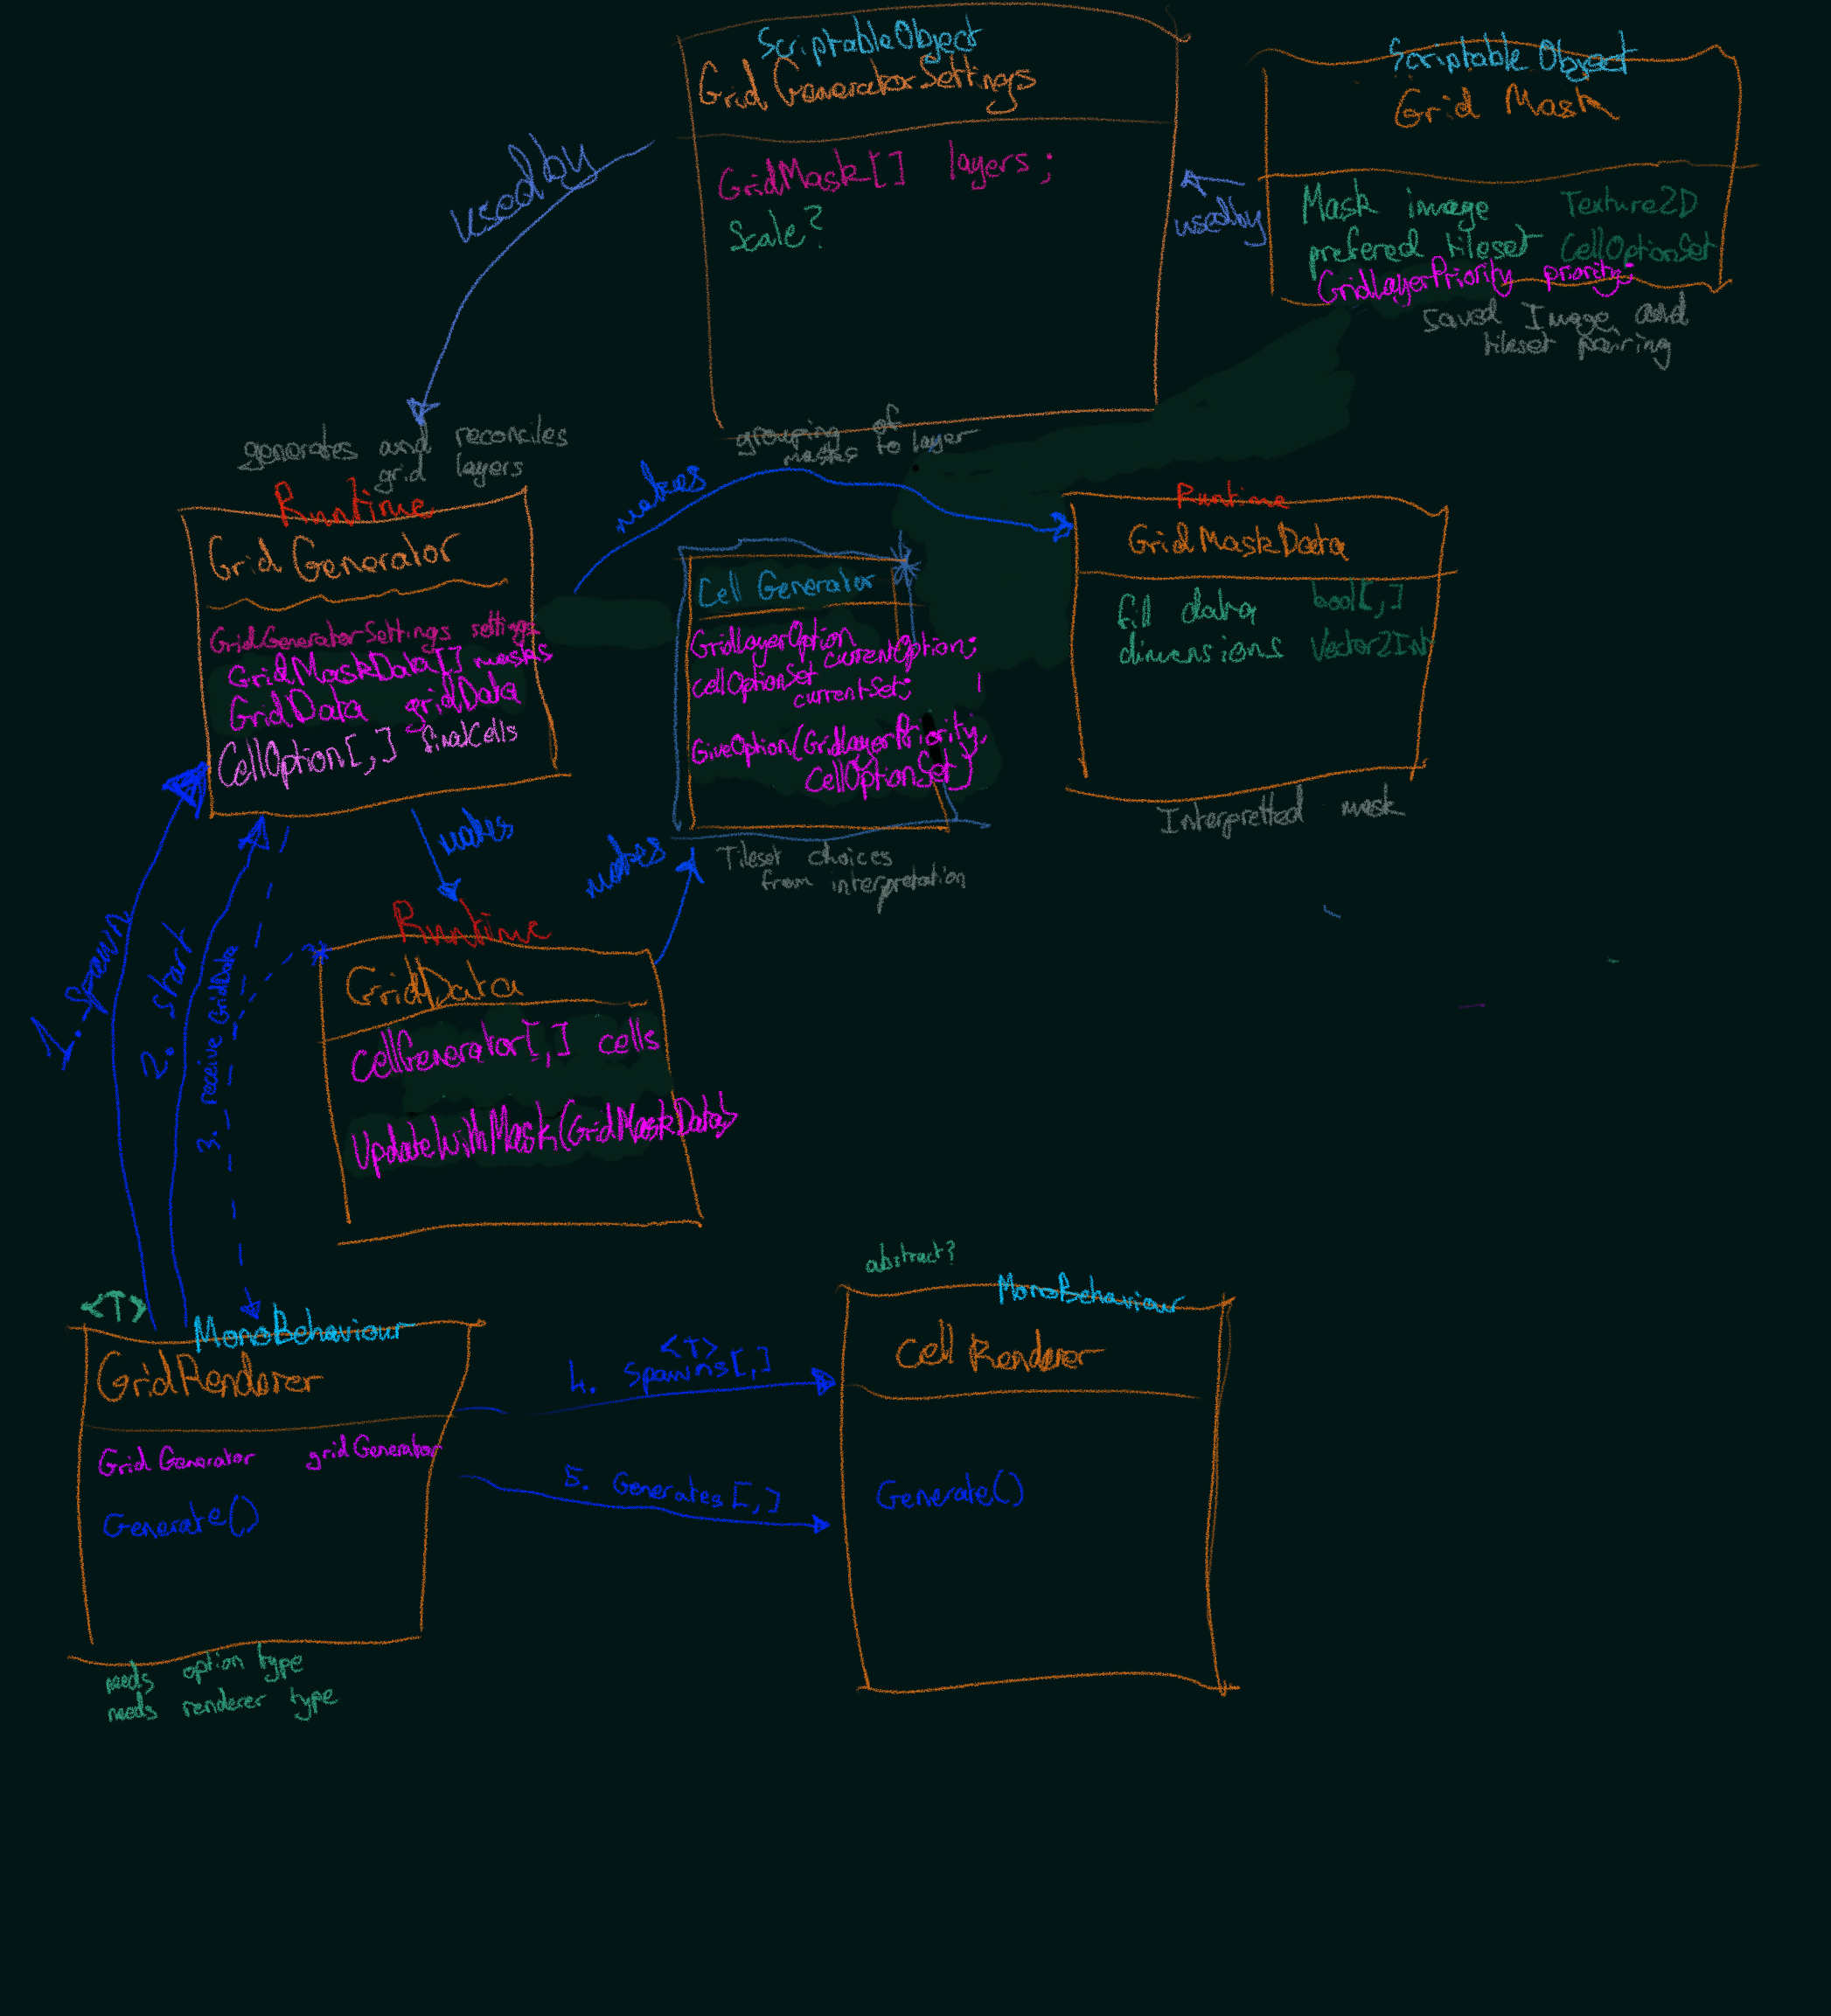 ScriptableObject
Grid Generator Settings
GridMask[] layers;
Scale?
grouping of
masks to layer
Scriptable Object
Grid Mask
Mask image Texture2D
prefered tileset CellOptionSet
GridLayerPriority priority;
Saved Image and
tileset pairing
usedby
usedby
generates and reconciles
grid layers
Runtime
Grid Generator
GridGeneratorSettings settings
GridMaskData[] masks
GridData gridData
CellOption[,] finalCells
makes
Cell Generator
GridLayerOption
currentOption;
CellOptionSet
currentSet;
GiveOption(GridLayerPriority,
CellOptionSet)
Tileset choices
from interpretation
Runtime
GridMaskData
fill data bool[,]
dimensions Vector2Int
Interpretted mask
makes
makes
Runtime
GridData
CellGenerator[,] cells
UpdateWithMask(GridMaskData)
1. Spawn
2. start
3. receive GridData
<T>
MonoBehaviour
GridRenderer
Grid Generator gridGenerator
Generate()
needs option type
needs renderer type
<T>
4. Spawns[,]
5. Generates[,]
abstract?
MonoBehaviour
Cell Renderer
Generate()